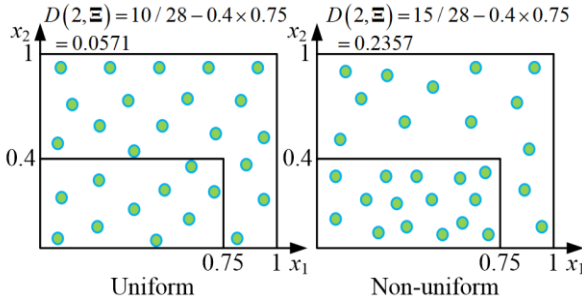 D(2,Ξ) = 10 / 28 − 0.4 × 0.75
= 0.0571
x₂
1
0.4
0.75
1
x₁
Uniform
D(2,Ξ) = 15 / 28 − 0.4 × 0.75
= 0.2357
x₂
1
0.4
0.75
1
x₁
Non-uniform